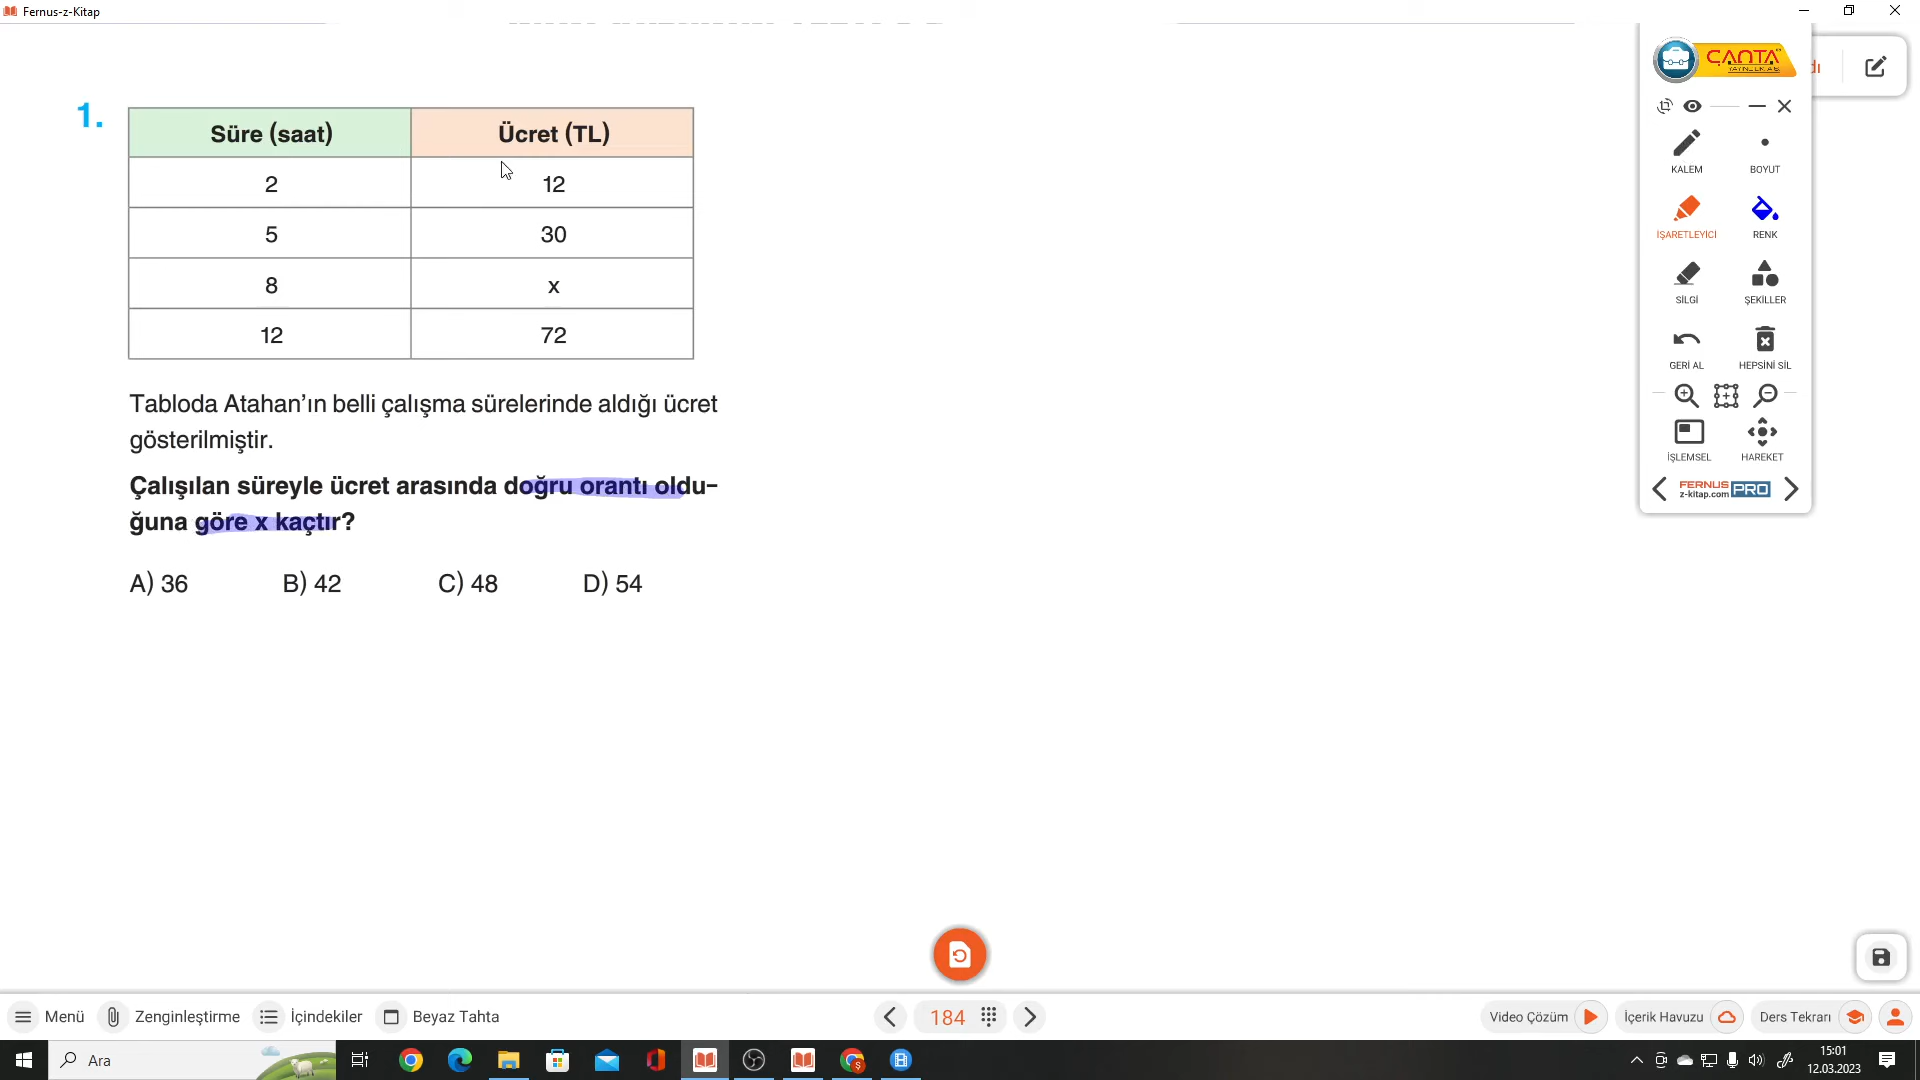 Fernus-z-Kitap
1.
Süre (saat) Ücret (TL)
2 12
5 30
8 x
12 72
Tabloda Atahan’ın belli çalışma sürelerinde aldığı ücret
gösterilmiştir.
Çalışılan süreyle ücret arasında doğru orantı oldu-
ğuna göre x kaçtır?
A) 36 B) 42 C) 48 D) 54
ÇANTA
YAYINLARI
KALEM BOYUT
İŞARETLEYİCİ RENK
SİLGİ ŞEKİLLER
GERİ AL HEPSİNİ SİL
İŞLEMSEL HAREKET
FERNUS
z-kitap.com PRO
Menü Zenginleştirme İçindekiler Beyaz Tahta 184 Video Çözüm İçerik Havuzu Ders Tekrarı
Ara
15:01
12.03.2023